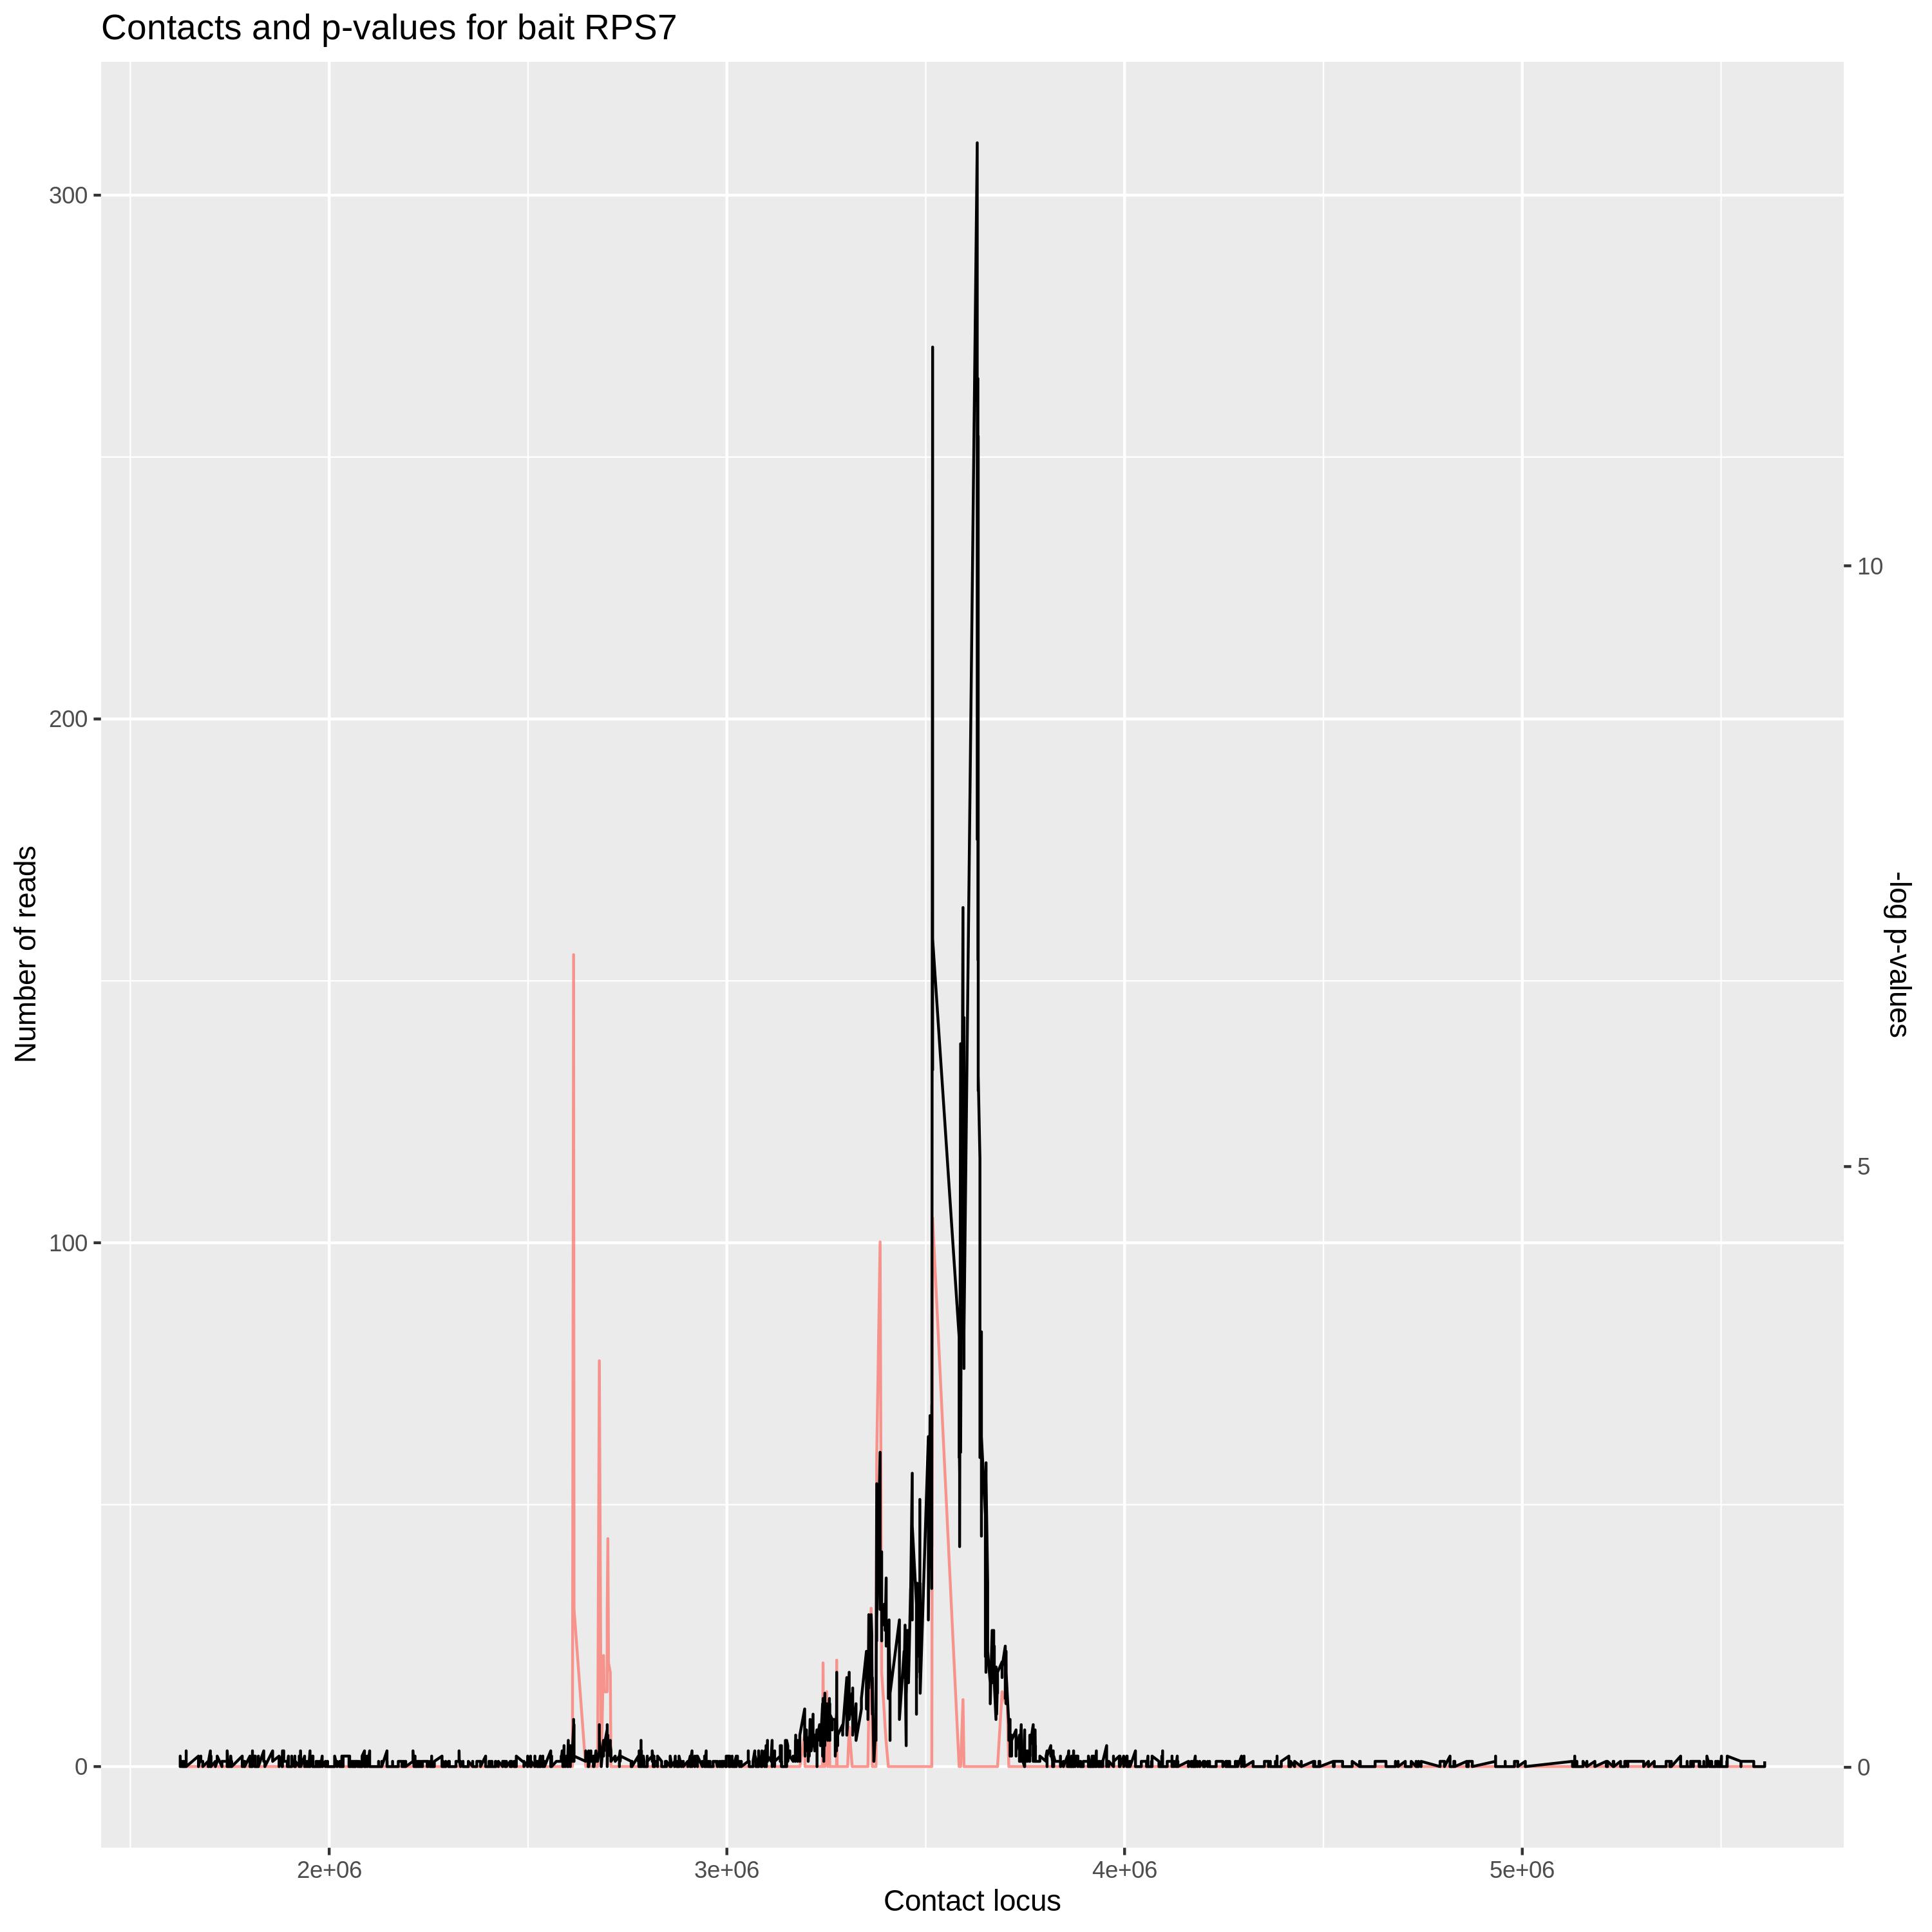 Contacts and p-values for bait RPS7
300
200
100
0
Number of reads
10
5
0
-log p-values
2e+06
3e+06
4e+06
5e+06
Contact locus